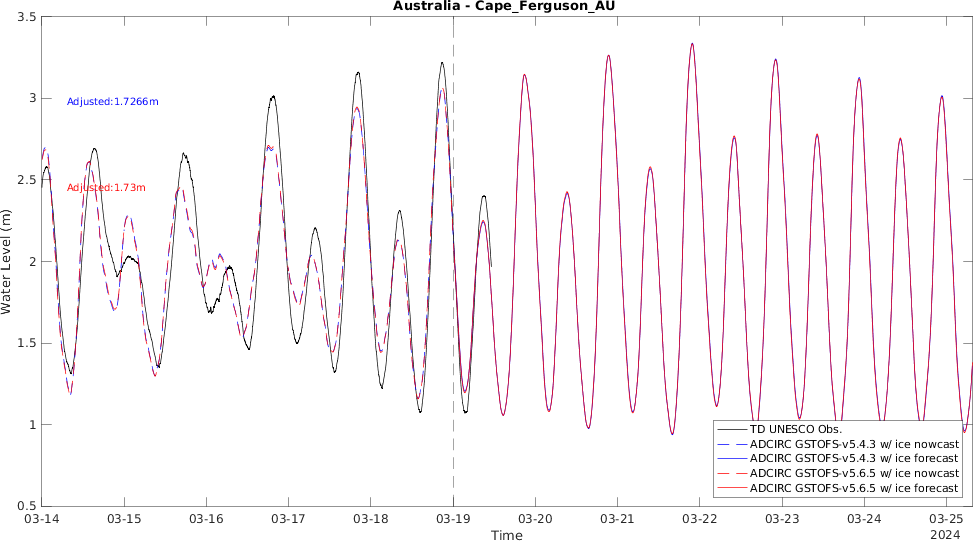 Australia - Cape_Ferguson_AU
Water Level (m)
3.5
3
2.5
2
1.5
1
0.5
Adjusted:1.7266m
Adjusted:1.73m
TD UNESCO Obs.
ADCIRC GSTOFS-v5.4.3 w/ ice nowcast
ADCIRC GSTOFS-v5.4.3 w/ ice forecast
ADCIRC GSTOFS-v5.6.5 w/ ice nowcast
ADCIRC GSTOFS-v5.6.5 w/ ice forecast
03-14 03-15 03-16 03-17 03-18 03-19 03-20 03-21 03-22 03-23 03-24 03-25
2024
Time